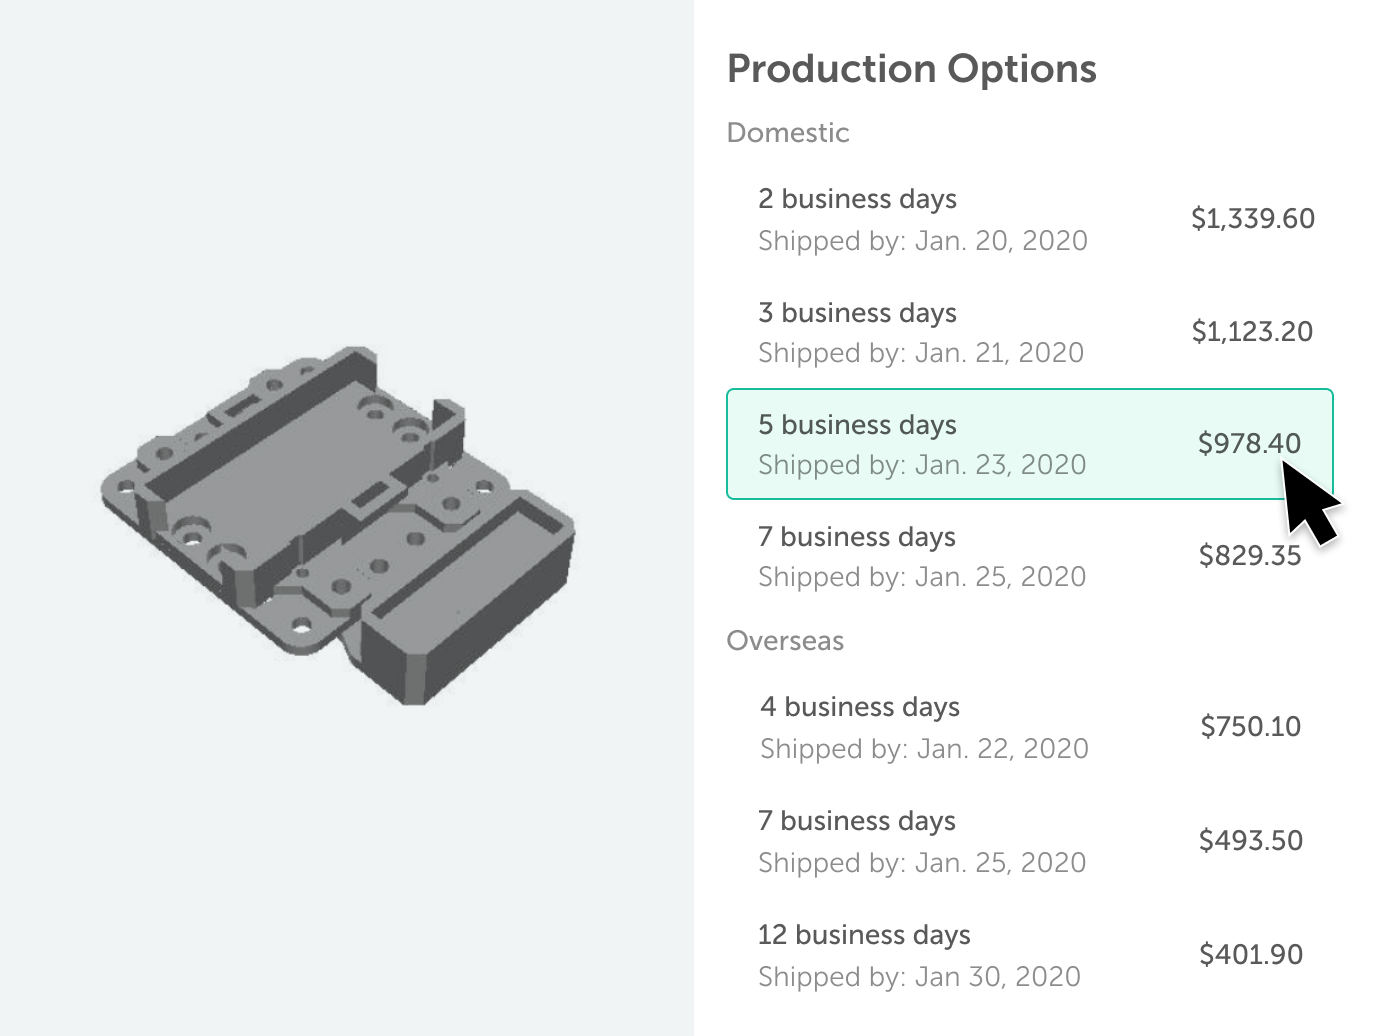 Production Options
Domestic
2 business days
Shipped by: Jan. 20, 2020
$1,339.60
3 business days
Shipped by: Jan. 21, 2020
$1,123.20
5 business days
Shipped by: Jan. 23, 2020
$978.40
7 business days
Shipped by: Jan. 25, 2020
$829.35
Overseas
4 business days
Shipped by: Jan. 22, 2020
$750.10
7 business days
Shipped by: Jan. 25, 2020
$493.50
12 business days
Shipped by: Jan 30, 2020
$401.90